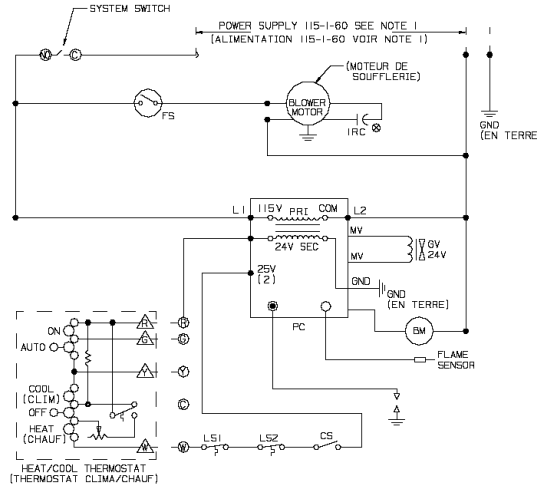 SYSTEM SWITCH
POWER SUPPLY 115-1-60 SEE NOTE 1
(ALIMENTATION 115-1-60 VOIR NOTE 1)
NO
C
(MOTEUR DE
SOUFFLERIE)
FS
BLOWER
MOTOR
1RC
GND
(EN TERRE
L1
115V
PRI
COM
L2
24V SEC
25V
(2)
MV
MV
GV
24V
GND
GND
(EN TERRE)
PC
BM
FLAME
SENSOR
ON
AUTO
COOL
(CLIM)
OFF
HEAT
(CHAUF)
R
R
G
G
Y
Y
C
W
W
LS1
LS2
CS
HEAT/COOL THERMOSTAT
(THERMOSTAT CLIMA/CHAUF)